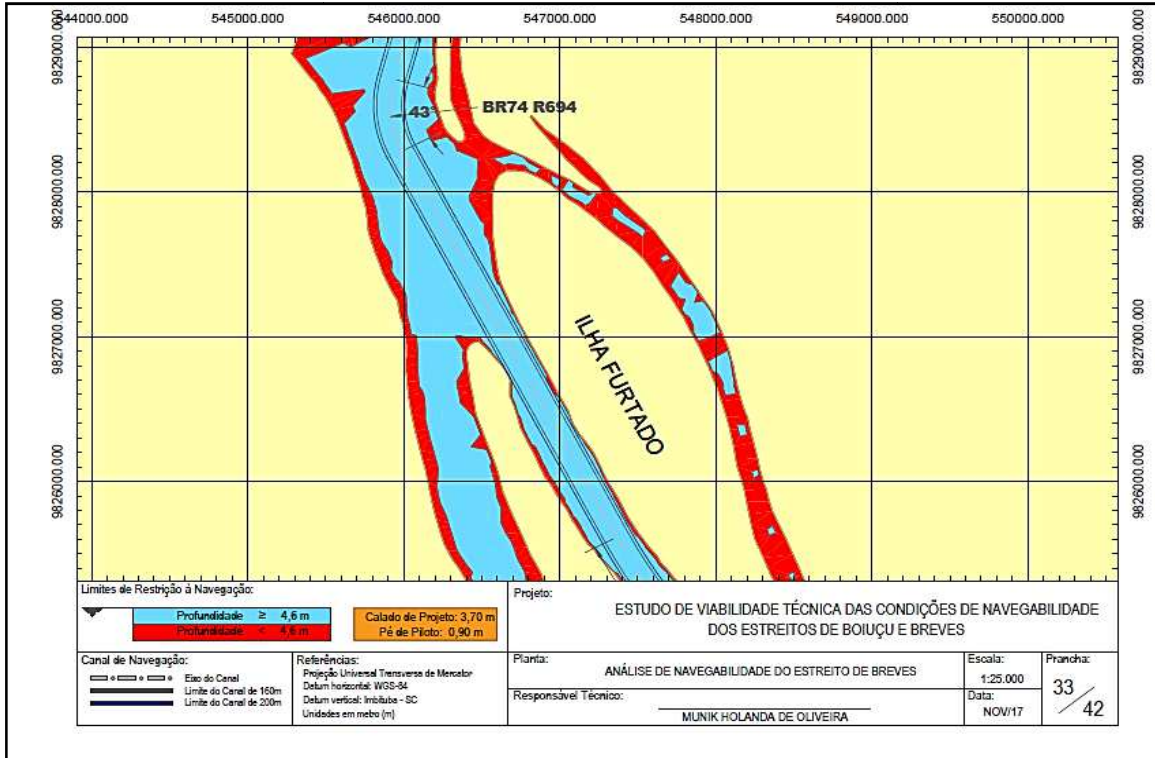 544000.000 545000.000 546000.000 547000.000 548000.000 549000.000 550000.000
9829000.000 9829000.000
43° BR74 R694
9828000.000 9828000.000
9827000.000 9827000.000
ILHA FURTADO
9826000.000 9826000.000
Limites de Restrição à Navegação:
Profundidade ≥ 4,6 m
Profundidade < 4,6 m
Calado de Projeto: 3,70 m
Pé de Piloto: 0,90 m
Projeto:
ESTUDO DE VIABILIDADE TÉCNICA DAS CONDIÇÕES DE NAVEGABILIDADE
DOS ESTREITOS DE BOIUÇU E BREVES
Canal de Navegação:
Eixo do Canal
Limite do Canal de 160m
Limite do Canal de 200m
Referências:
Projeção Universal Transversa de Mercator
Datum horizontal: WGS-84
Datum vertical: Imbituba - SC
Unidades em metro (m)
Planta:
ANÁLISE DE NAVEGABILIDADE DO ESTREITO DE BREVES
Responsável Técnico:
MUNIK HOLANDA DE OLIVEIRA
Escala:
1:25.000
Data:
NOV/17
Prancha:
33/42